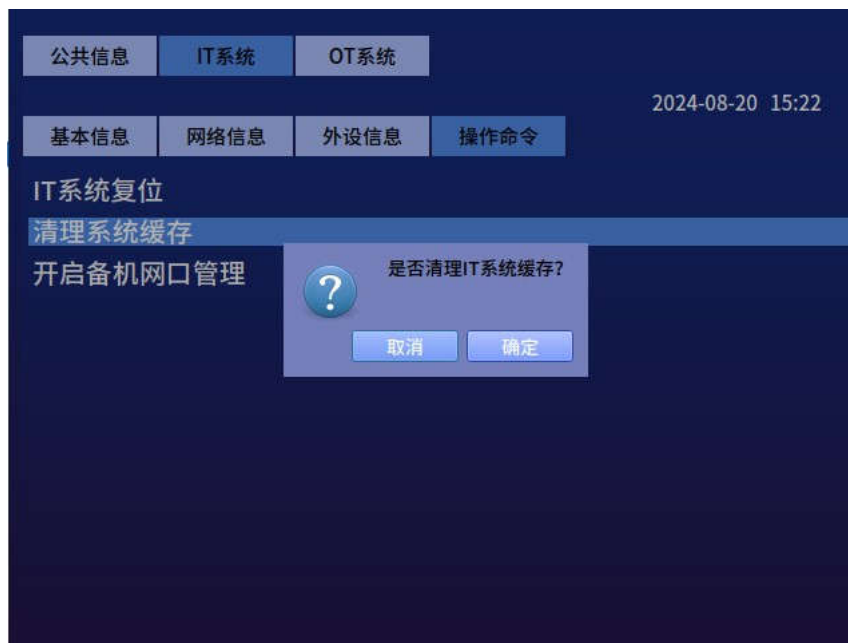 公共信息 IT系统 OT系统
2024-08-20 15:22
基本信息 网络信息 外设信息 操作命令
IT系统复位
清理系统缓存
开启备机网口管理
是否清理IT系统缓存?
?
取消 确定